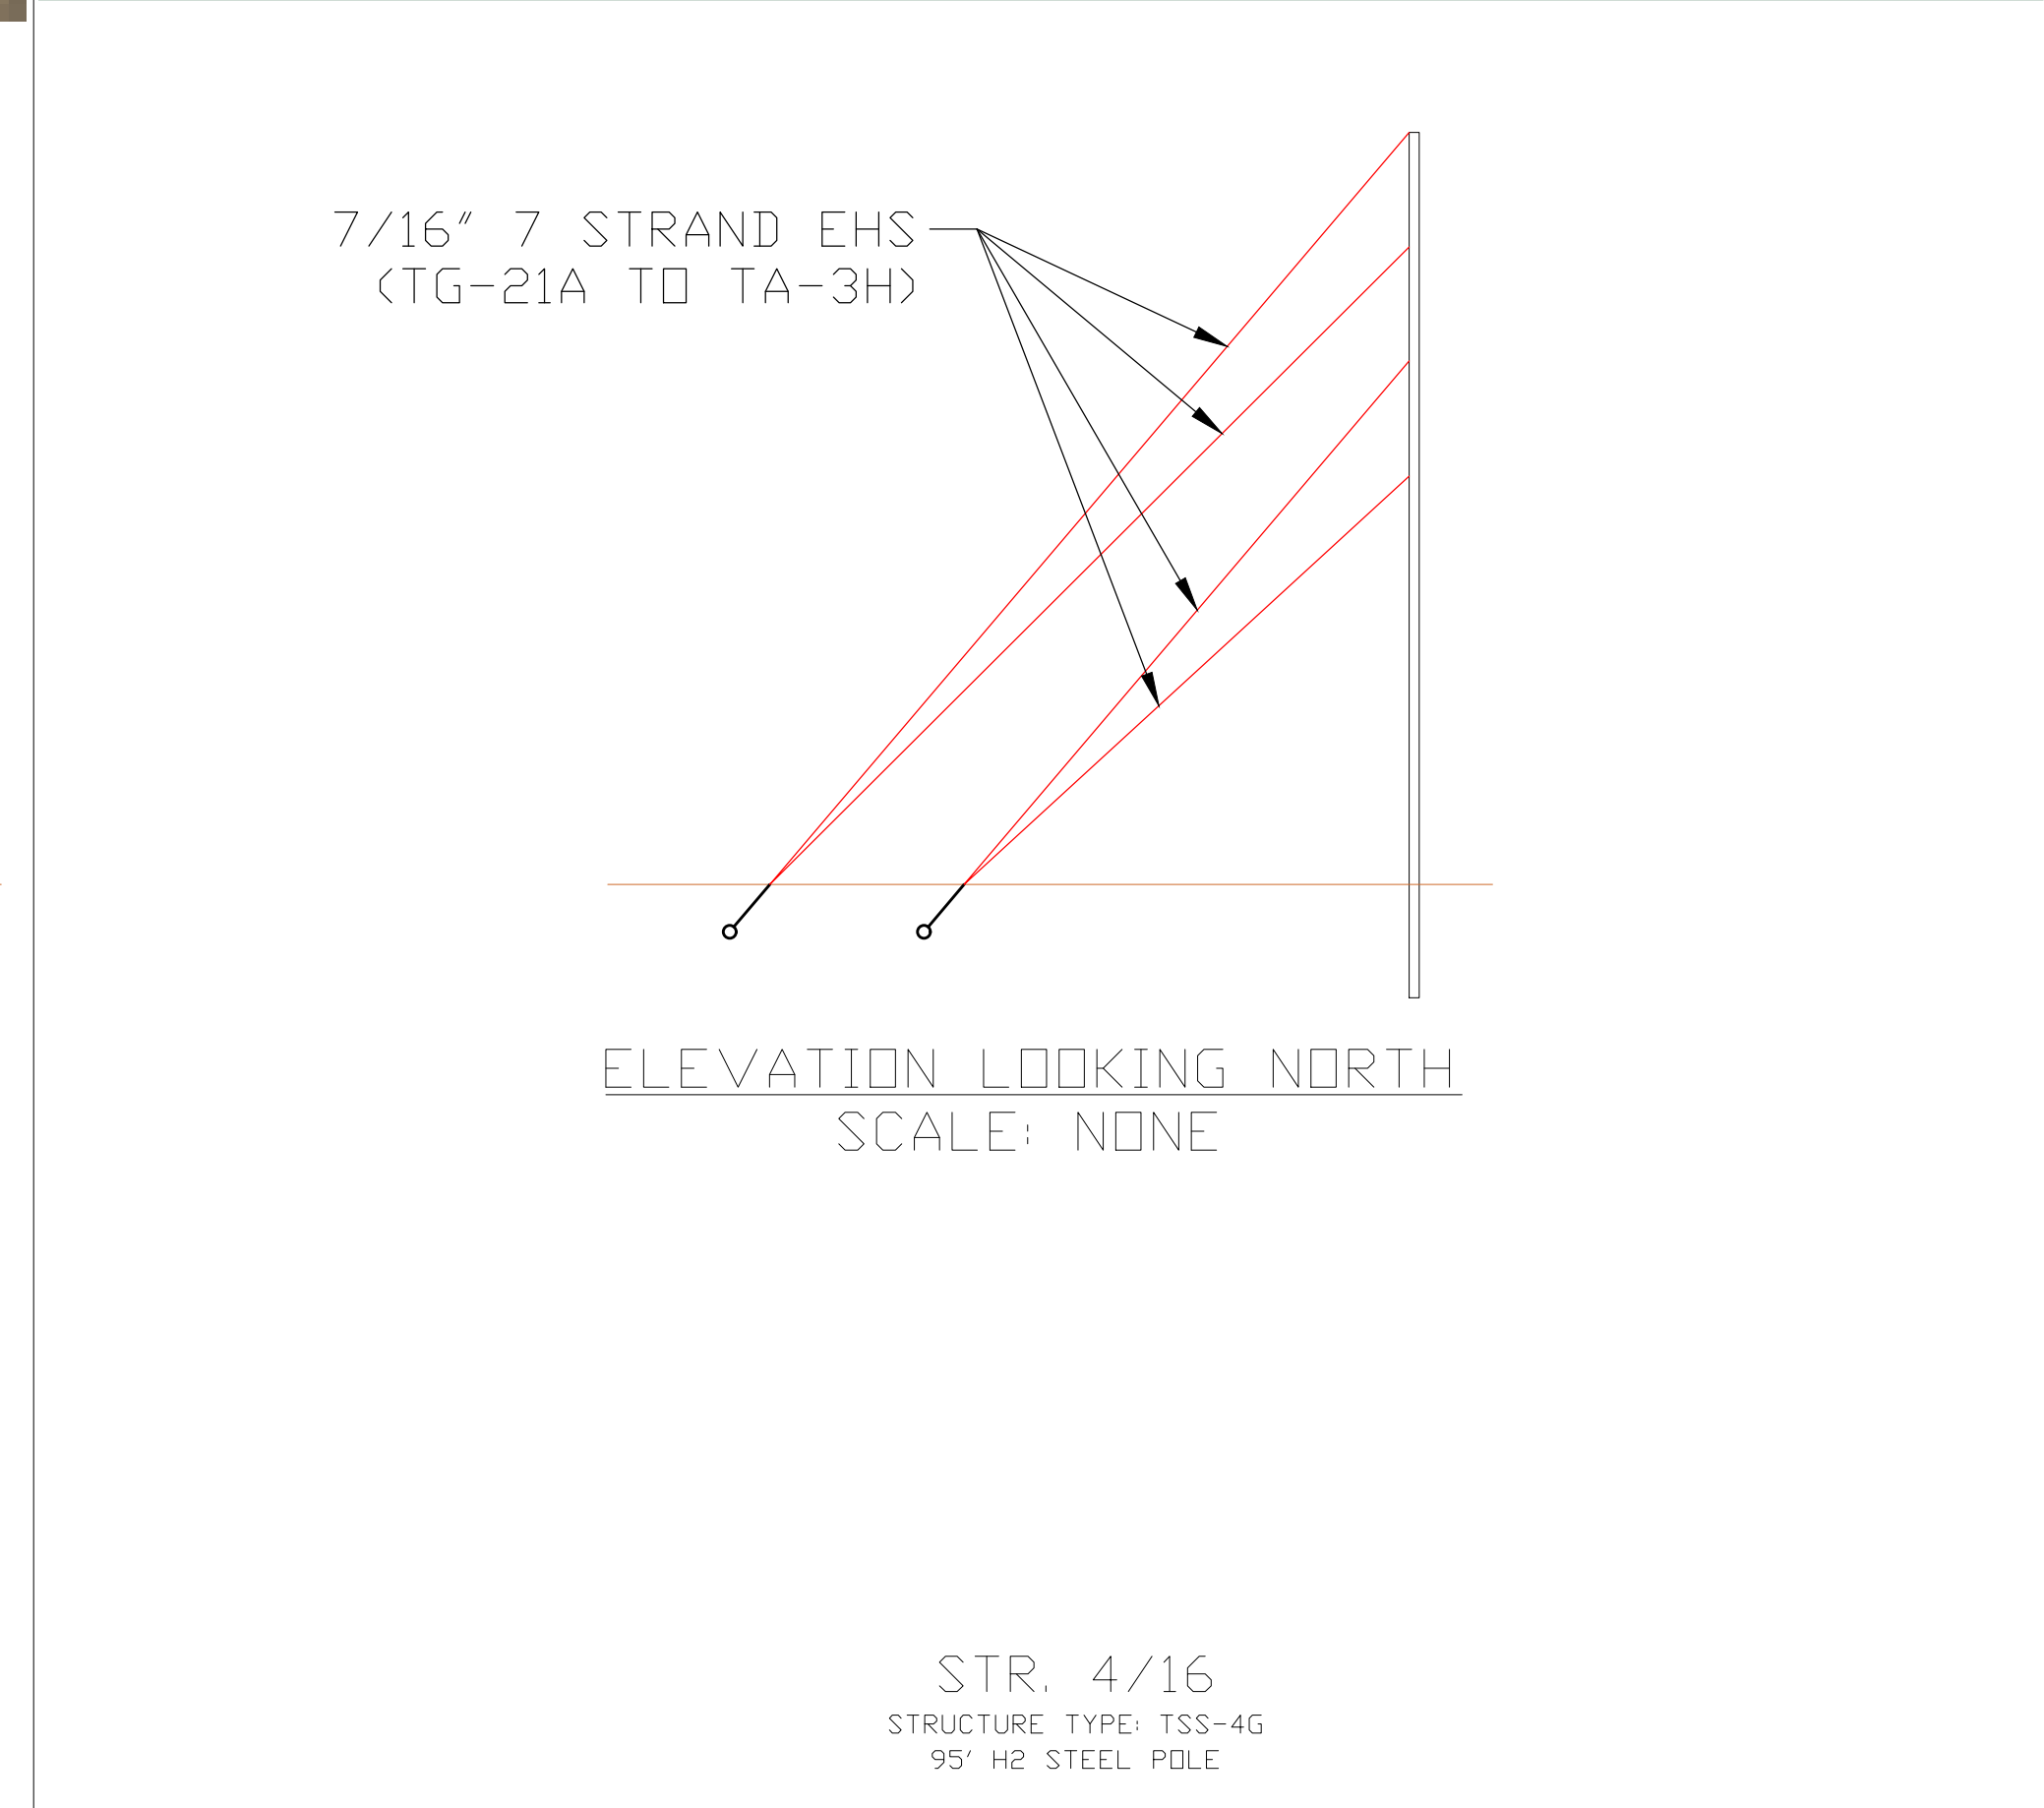 7/16" 7 STRAND EHS
(TG-21A TO TA-3H)
ELEVATION LOOKING NORTH
SCALE: NONE
STR. 4/16
STRUCTURE TYPE: TSS-4G
95' H2 STEEL POLE